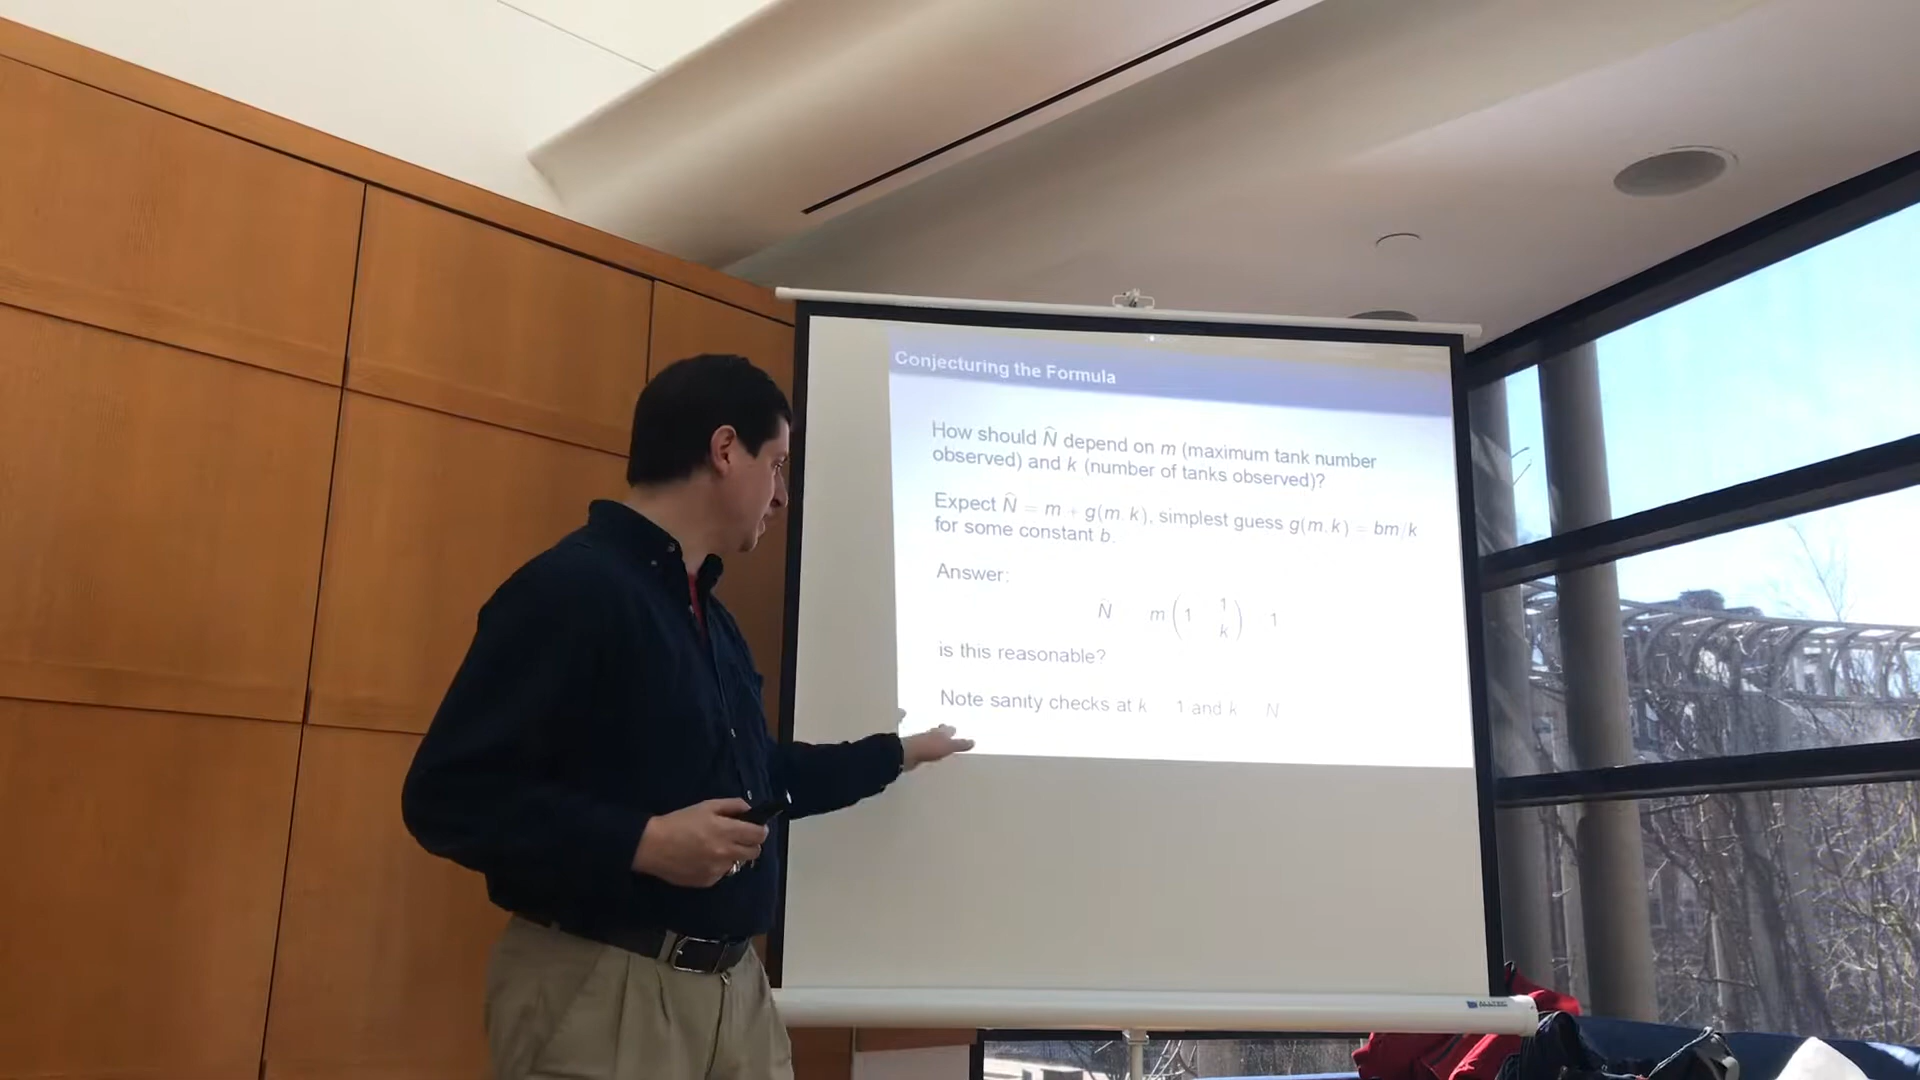 Conjecturing the Formula
How should N̂ depend on m (maximum tank number
observed) and k (number of tanks observed)?
Expect N̂ = m + g(m, k), simplest guess g(m, k) = bm/k
for some constant b.
Answer:
N̂ m (1 1/k) 1
is this reasonable?
Note sanity checks at k 1 and k N